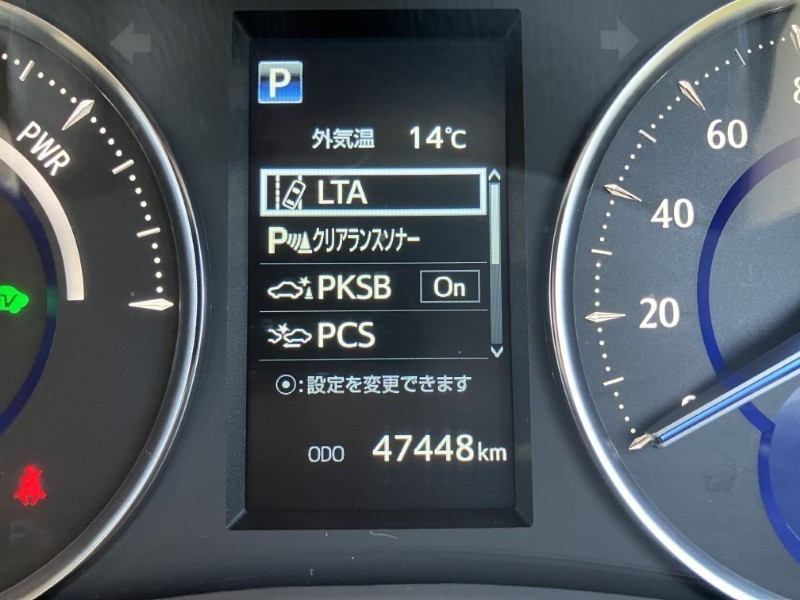 P
外気温 14℃
LTA
Pクリアランスソナー
PKSB On
PCS
⦿:設定を変更できます
ODO 47448km
PWR
60
40
20